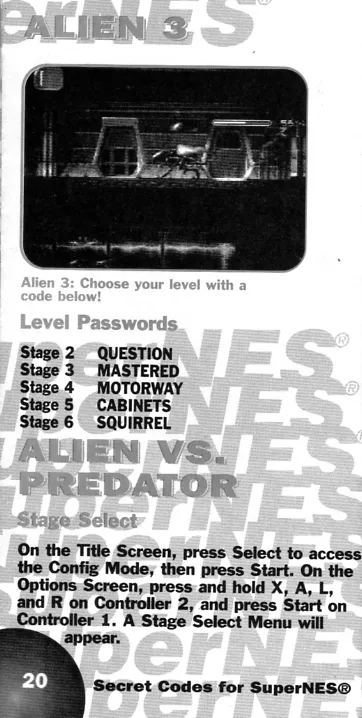 erNES®
ALIEN 3
Alien 3: Choose your level with a
code below!
Level Passwords
Stage 2 QUESTION
Stage 3 MASTERED
Stage 4 MOTORWAY
Stage 5 CABINETS
Stage 6 SQUIRREL
ALIEN VS.
PREDATOR
Stage Select
On the Title Screen, press Select to access
the Config Mode, then press Start. On the
Options Screen, press and hold X, A, L,
and R on Controller 2, and press Start on
Controller 1. A Stage Select Menu will
appear.
20 Secret Codes for SuperNES®